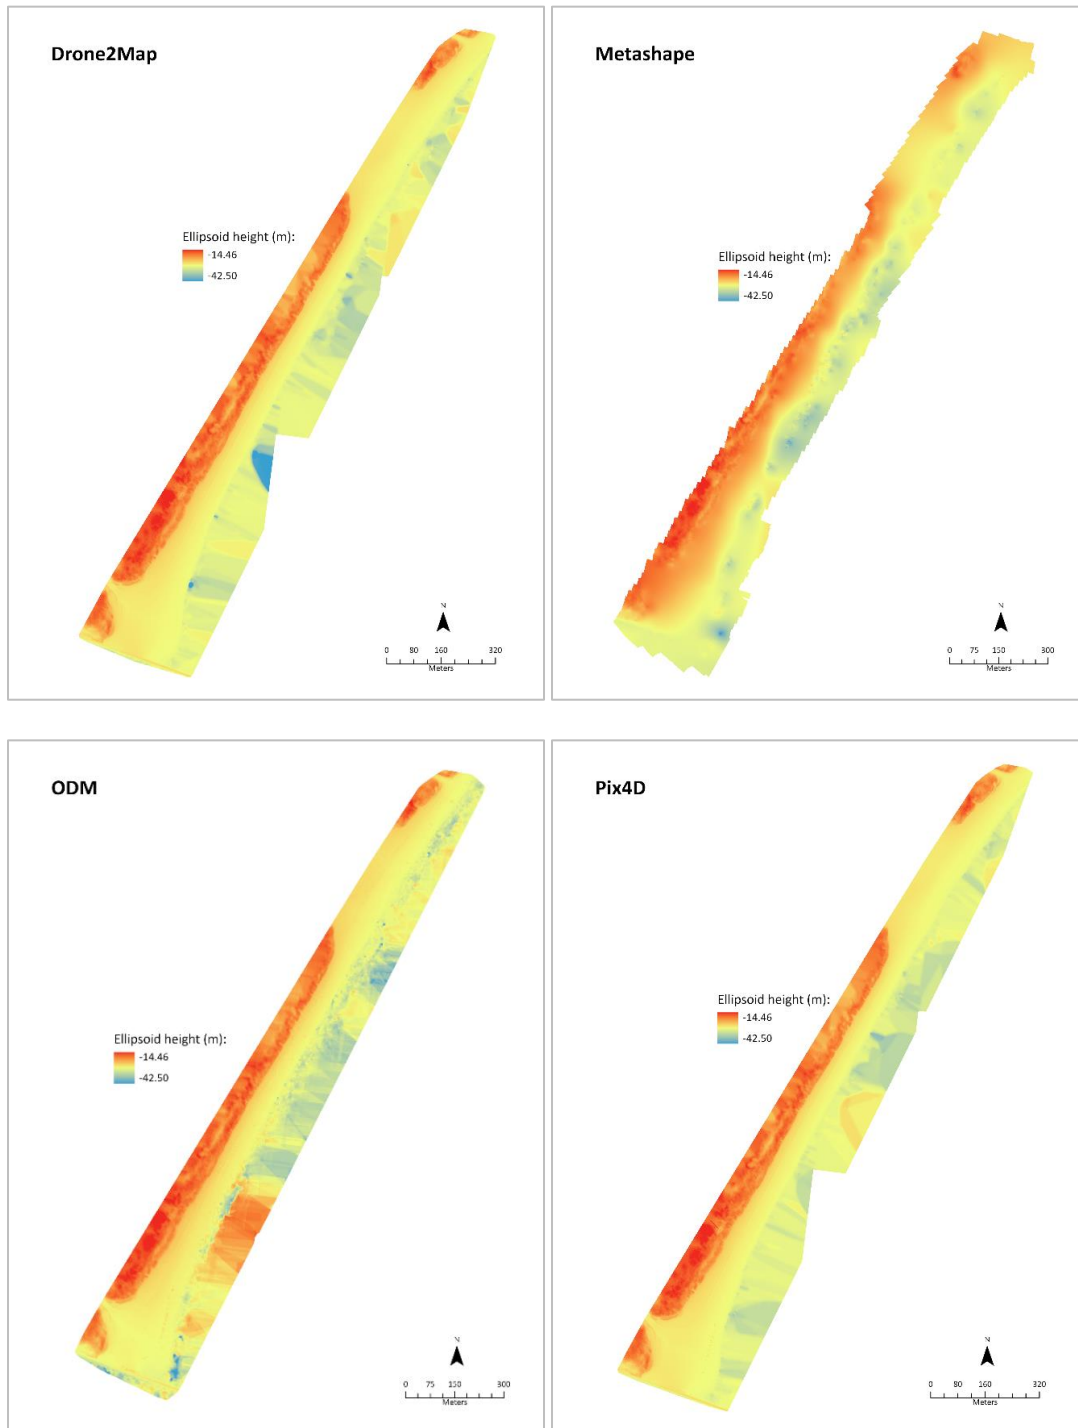 Drone2Map
Ellipsoid height (m):
-14.46
-42.50
N
0 80 160 320
Meters
Metashape
Ellipsoid height (m):
-14.46
-42.50
N
0 75 150 300
Meters
ODM
Ellipsoid height (m):
-14.46
-42.50
N
0 75 150 300
Meters
Pix4D
Ellipsoid height (m):
-14.46
-42.50
N
0 80 160 320
Meters